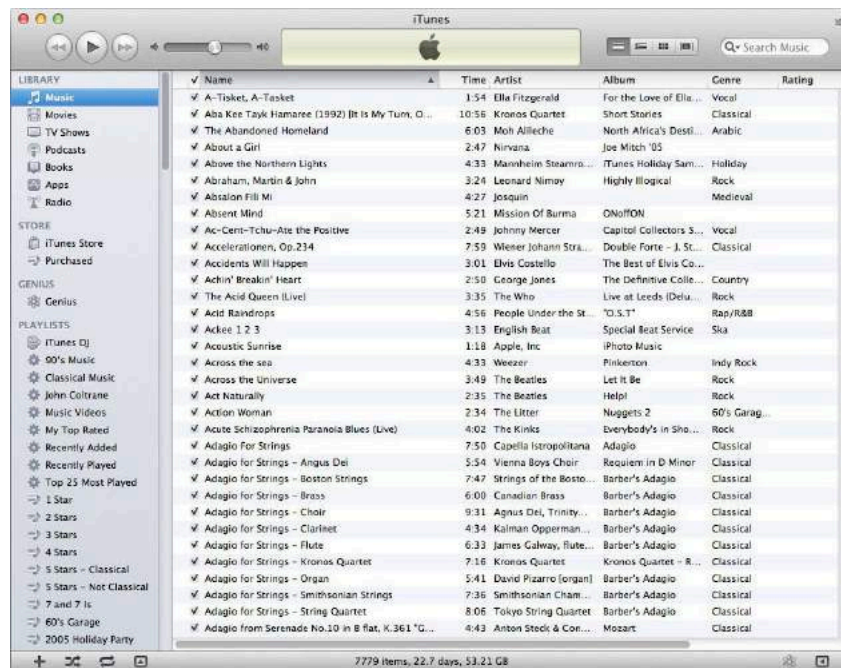 iTunes
Search Music
LIBRARY
Music
Movies
TV Shows
Podcasts
Books
Apps
Radio
STORE
iTunes Store
Purchased
GENIUS
Genius
PLAYLISTS
iTunes DJ
90's Music
Classical Music
John Coltrane
Music Videos
My Top Rated
Recently Added
Recently Played
Top 25 Most Played
1 Star
2 Stars
3 Stars
4 Stars
5 Stars – Classical
5 Stars – Not Classical
7 and 7 Is
60's Garage
2005 Holiday Party
✓ Name Time Artist Album Genre Rating
✓ A-Tisket, A-Tasket 1:54 Ella Fitzgerald For the Love of Ella... Vocal
✓ Aba Kee Tayk Hamaree (1992) [It Is My Turn, O... 10:56 Kronos Quartet Short Stories Classical
✓ The Abandoned Homeland 6:03 Moh Alileche North Africa's Desti... Arabic
✓ About a Girl 2:47 Nirvana Joe Mitch '05
✓ Above the Northern Lights 4:33 Mannheim Steamro... iTunes Holiday Sam... Holiday
✓ Abraham, Martin & John 3:24 Leonard Nimoy Highly Illogical Rock
✓ Absalon Fili Mi 4:27 Josquin Medieval
✓ Absent Mind 5:21 Mission Of Burma ONoffON
✓ Ac-Cent-Tchu-Ate the Positive 2:49 Johnny Mercer Capitol Collectors S... Vocal
✓ Accelerationen, Op.234 7:59 Wiener Johann Stra... Double Forte – J. St... Classical
✓ Accidents Will Happen 3:01 Elvis Costello The Best of Elvis Co...
✓ Achin' Breakin' Heart 2:50 George Jones The Definitive Colle... Country
✓ The Acid Queen (Live) 3:35 The Who Live at Leeds (Delu... Rock
✓ Acid Raindrops 4:56 People Under the St... "O.S.T" Rap/R&B
✓ Ackee 1 2 3 3:13 English Beat Special Beat Service Ska
✓ Acoustic Sunrise 1:18 Apple, Inc iPhoto Music
✓ Across the sea 4:33 Weezer Pinkerton Indy Rock
✓ Across the Universe 3:49 The Beatles Let It Be Rock
✓ Act Naturally 2:35 The Beatles Help! Rock
✓ Action Woman 2:34 The Litter Nuggets 2 60's Garag...
✓ Acute Schizophrenia Paranoia Blues (Live) 4:02 The Kinks Everybody's in Sho... Rock
✓ Adagio For Strings 7:50 Capella Istropolitana Adagio Classical
✓ Adagio for Strings – Angus Dei 5:54 Vienna Boys Choir Requiem in D Minor Classical
✓ Adagio for Strings – Boston Strings 7:47 Strings of the Bosto... Barber's Adagio Classical
✓ Adagio for Strings – Brass 6:00 Canadian Brass Barber's Adagio Classical
✓ Adagio for Strings – Choir 9:31 Agnus Dei, Trinity... Barber's Adagio Classical
✓ Adagio for Strings – Clarinet 4:34 Kalman Opperman... Barber's Adagio Classical
✓ Adagio for Strings – Flute 6:33 James Galway, flute... Barber's Adagio Classical
✓ Adagio for Strings – Kronos Quartet 7:16 Kronos Quartet Kronos Quartet – R... Classical
✓ Adagio for Strings – Organ 5:41 David Pizarro [organ] Barber's Adagio Classical
✓ Adagio for Strings – Smithsonian Strings 7:36 Smithsonian Cham... Barber's Adagio Classical
✓ Adagio for Strings – String Quartet 8:06 Tokyo String Quartet Barber's Adagio Classical
✓ Adagio from Serenade No.10 in B flat, K.361 "G... 4:43 Anton Steck & Con... Mozart Classical
7779 items, 22.7 days, 53.21 GB